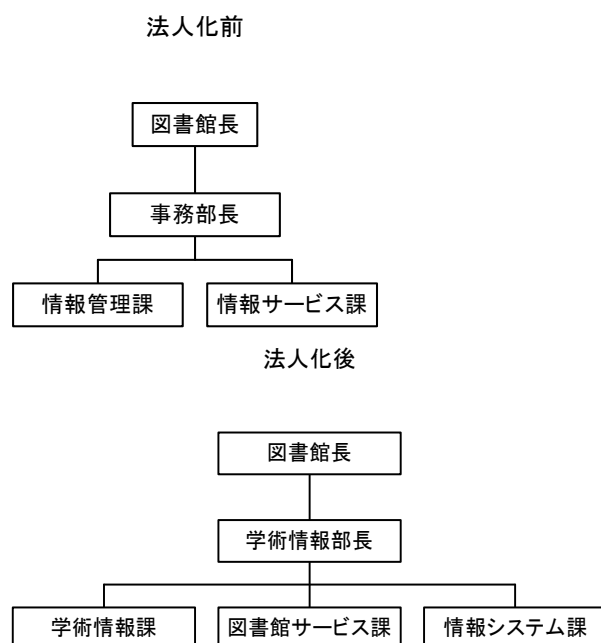 法人化前
図書館長
事務部長
情報管理課
情報サービス課
法人化後
図書館長
学術情報部長
学術情報課
図書館サービス課
情報システム課